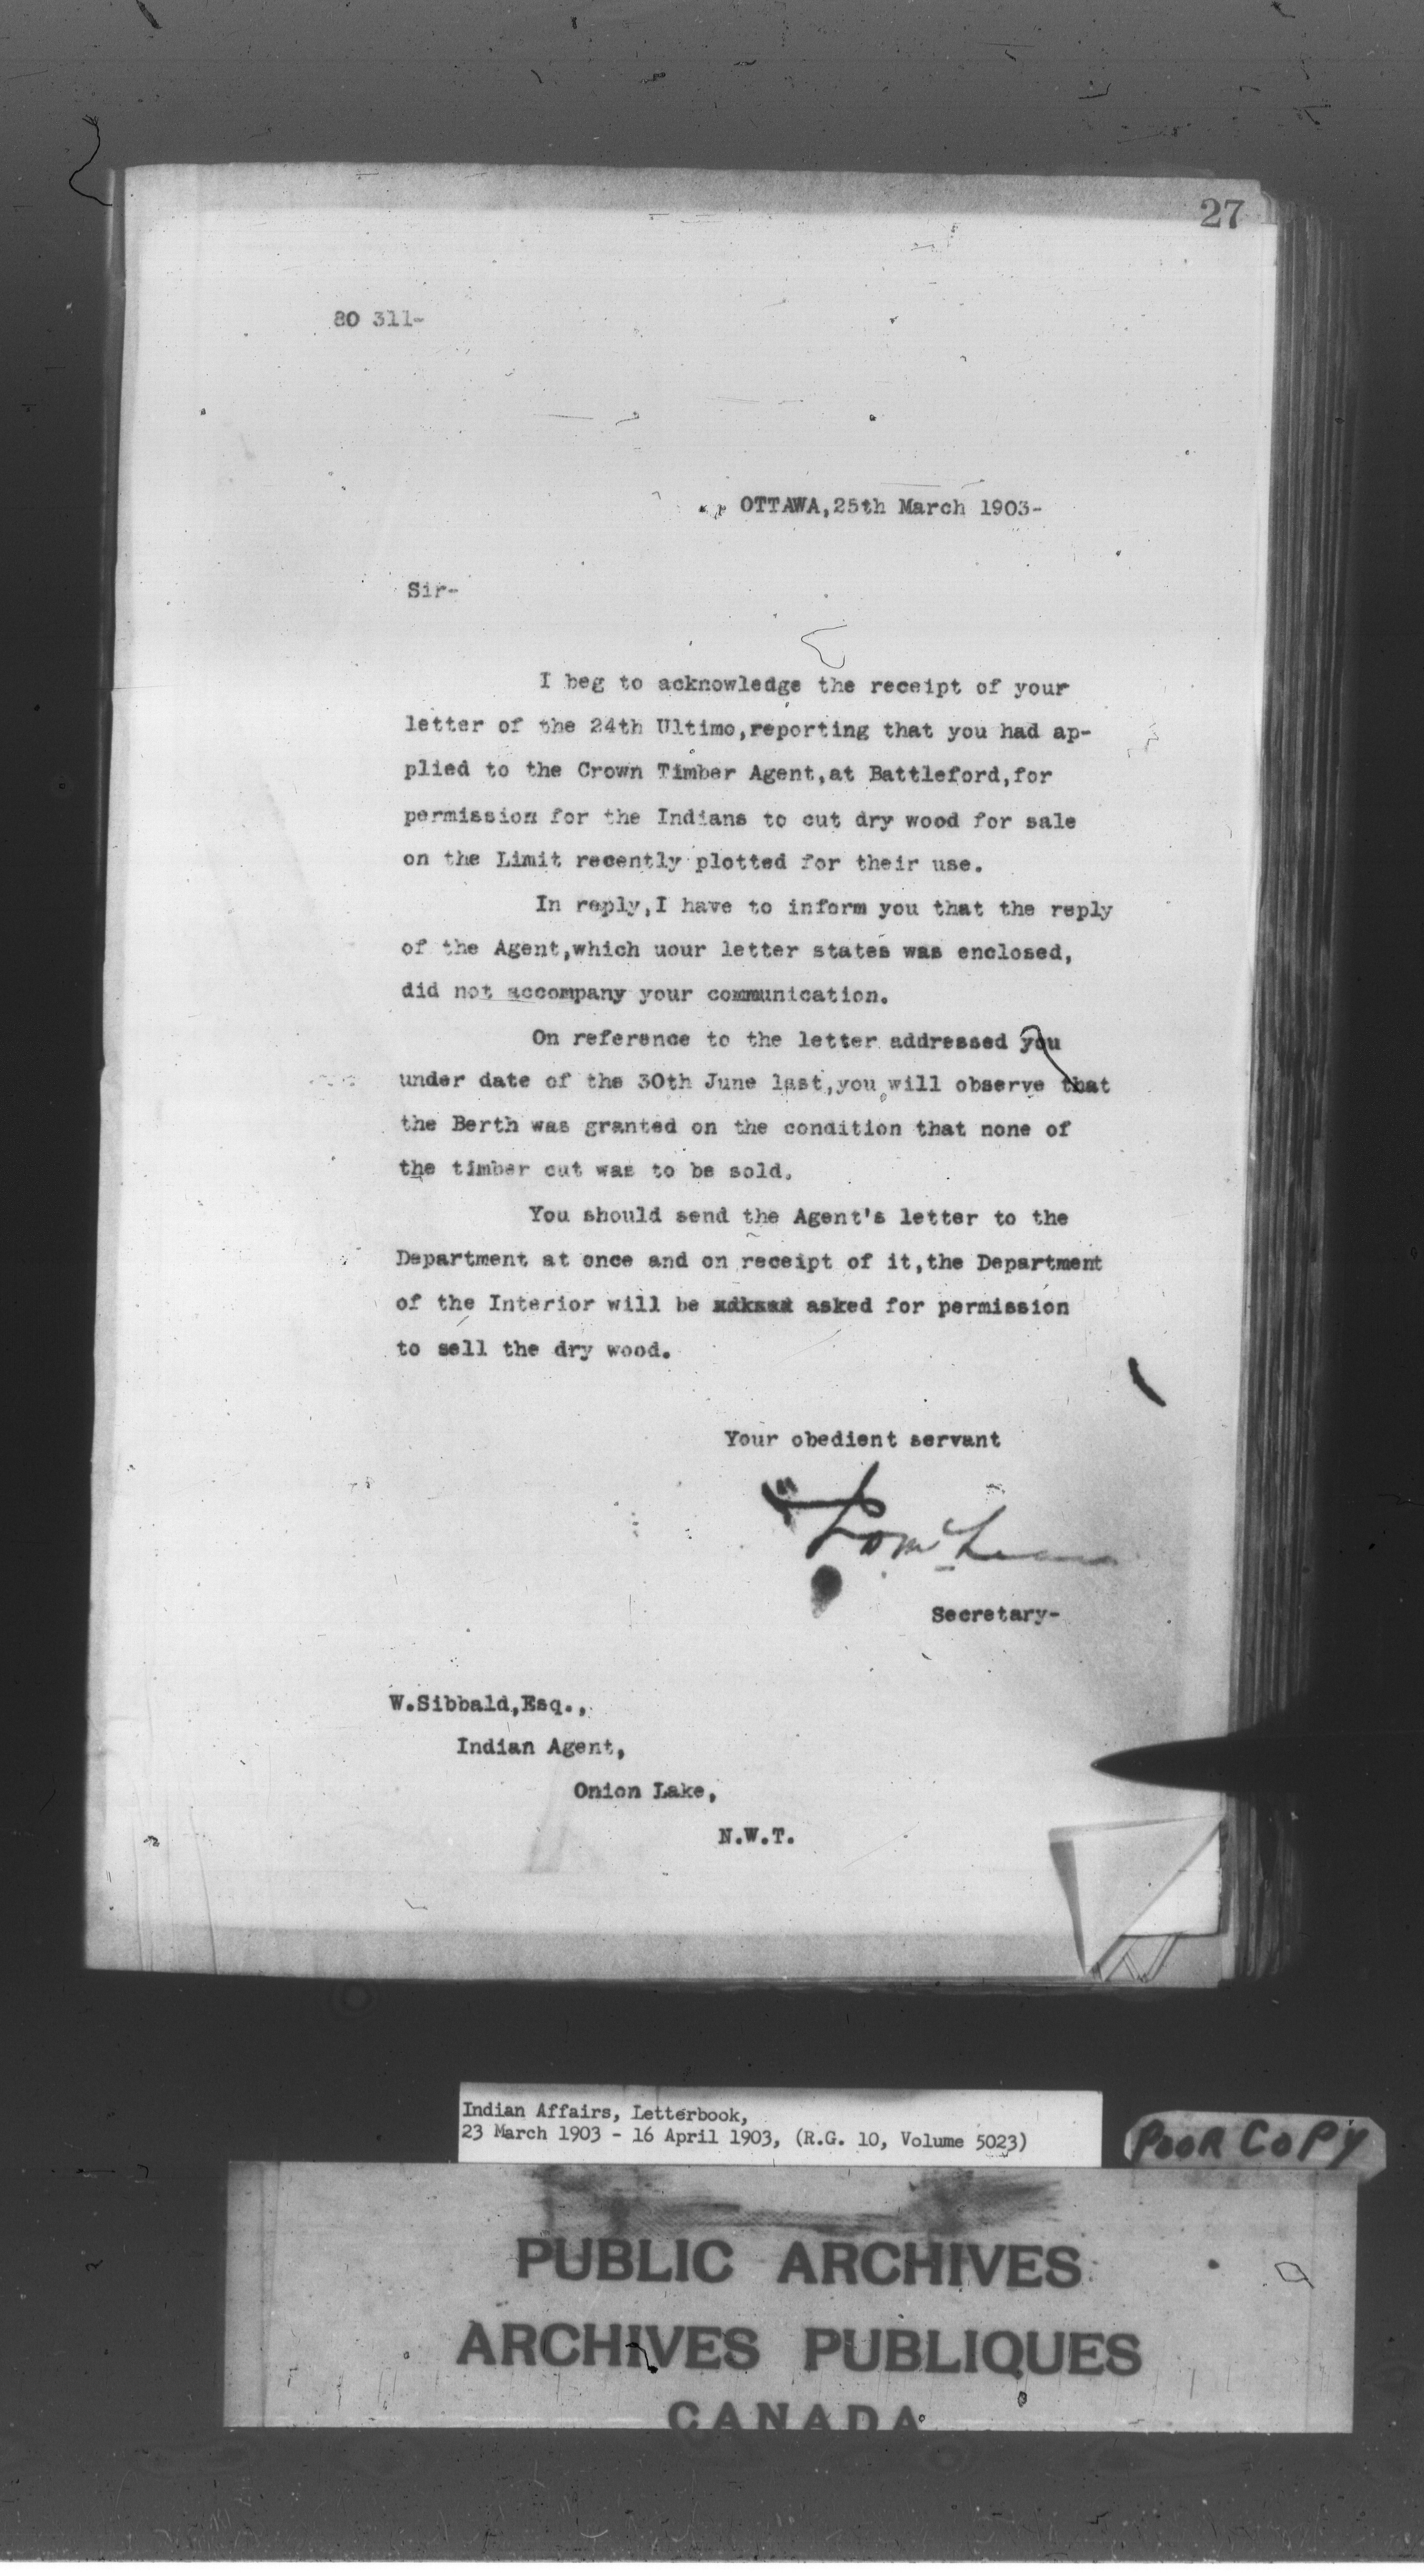 27
80 311-
OTTAWA,25th March 1903-
Sir-
I beg to acknowledge the receipt of your
letter of the 24th Ultimo,reporting that you had ap-
plied to the Crown Timber Agent,at Battleford,for
permission for the Indians to cut dry wood for sale
on the Limit recently plotted for their use.
In reply,I have to inform you that the reply
of the Agent,which uour letter states was enclosed,
did not accompany your communication.
On reference to the letter addressed you
under date of the 30th June last,you will observe that
the Berth was granted on the condition that none of
the timber cut was to be sold.
You should send the Agent's letter to the
Department at once and on receipt of it,the Department
of the Interior will be asked for permission
to sell the dry wood.
Your obedient servant
Secretary-
W.Sibbald,Esq.,
Indian Agent,
Onion Lake,
N.W.T.
Indian Affairs, Letterbook,
23 March 1903 - 16 April 1903, (R.G. 10, Volume 5023)
POOR COPY
PUBLIC ARCHIVES
ARCHIVES PUBLIQUES
CANADA